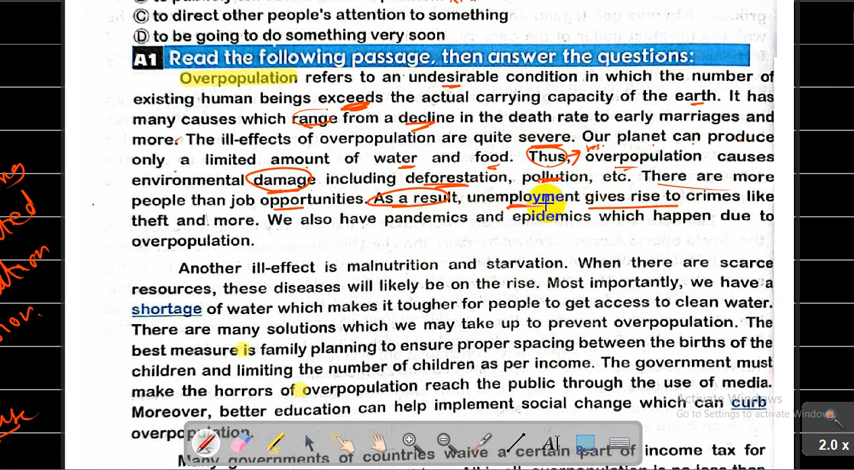 Ⓒ to direct other people's attention to something
Ⓓ to be going to do something very soon
A1 Read the following passage, then answer the questions:
Overpopulation refers to an undesirable condition in which the number of
existing human beings exceeds the actual carrying capacity of the earth. It has
many causes which range from a decline in the death rate to early marriages and
more. The ill-effects of overpopulation are quite severe. Our planet can produce
only a limited amount of water and food. Thus, overpopulation causes
environmental damage including deforestation, pollution, etc. There are more
people than job opportunities. As a result, unemployment gives rise to crimes like
theft and more. We also have pandemics and epidemics which happen due to
overpopulation.
Another ill-effect is malnutrition and starvation. When there are scarce
resources, these diseases will likely be on the rise. Most importantly, we have a
shortage of water which makes it tougher for people to get access to clean water.
There are many solutions which we may take up to prevent overpopulation. The
best measure is family planning to ensure proper spacing between the births of the
children and limiting the number of children as per income. The government must
make the horrors of overpopulation reach the public through the use of media.
Moreover, better education can help implement social change which can curb
overpopulation.
Many governments of countries waive a certain part of income tax for
Activate Windows
Go to Settings to activate Windows.
2.0 x